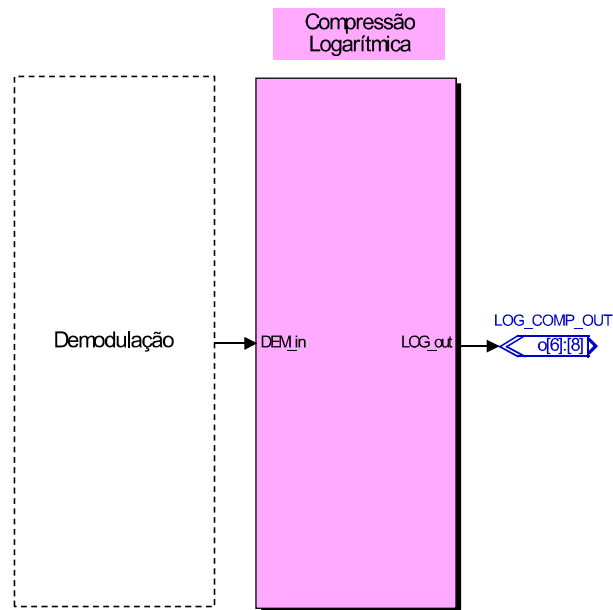 Compressão
Logarítmica
Demodulação
DEM_in
LOG_out
LOG_COMP_OUT
o[6]:[8]